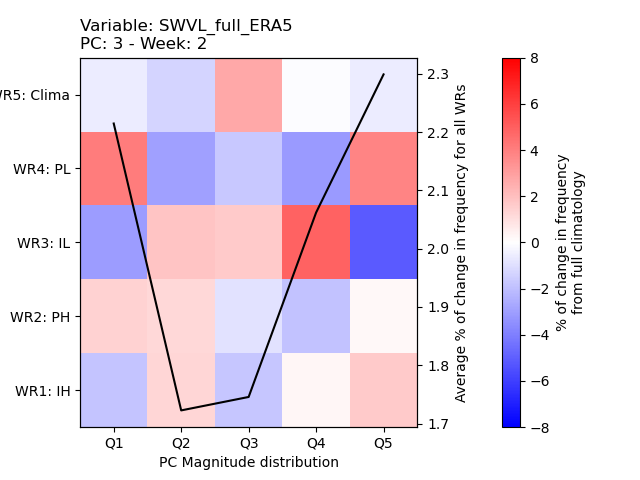 Variable: SWVL_full_ERA5
PC: 3 - Week: 2
WR5: Clima
WR4: PL
WR3: IL
WR2: PH
WR1: IH
Q1 Q2 Q3 Q4 Q5
PC Magnitude distribution
2.3
2.2
2.1
2.0
1.9
1.8
1.7
Average % of change in frequency for all WRs
8
6
4
2
0
−2
−4
−6
−8
% of change in frequency
from full climatology